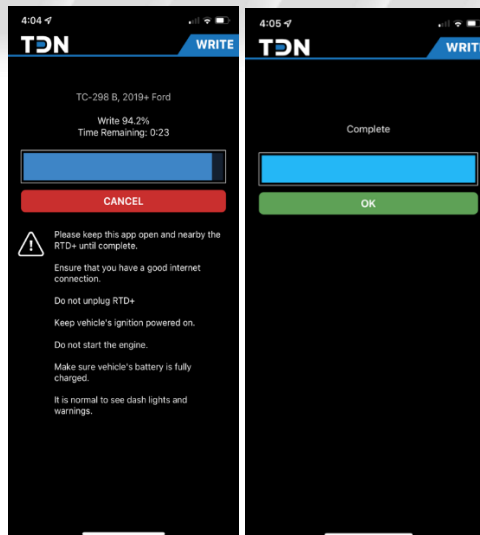 4:04
TDN
WRITE
TC-298 B, 2019+ Ford
Write 94.2%
Time Remaining: 0:23
CANCEL
Please keep this app open and nearby the
RTD+ until complete.
Ensure that you have a good internet
connection.
Do not unplug RTD+
Keep vehicle's ignition powered on.
Do not start the engine.
Make sure vehicle's battery is fully
charged.
It is normal to see dash lights and
warnings.
4:05
TDN
WRITE
Complete
OK